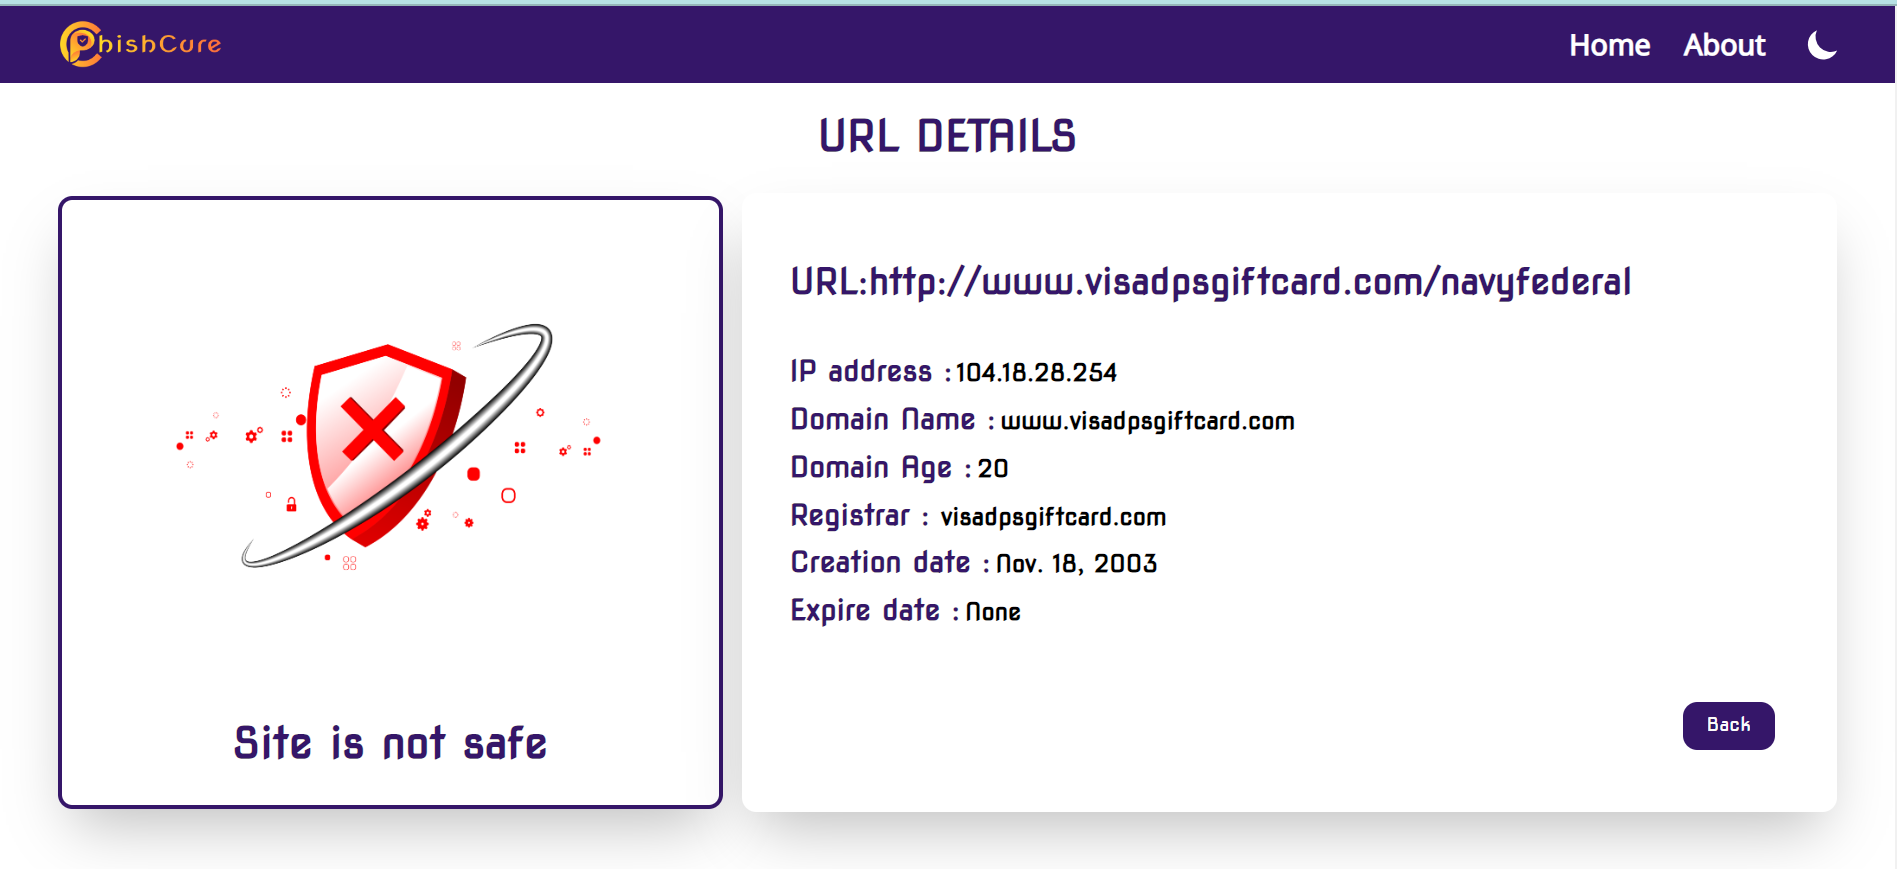 PhishCure
Home About
URL DETAILS
URL:http://www.visadpsgiftcard.com/navyfederal
IP address : 104.18.28.254
Domain Name : www.visadpsgiftcard.com
Domain Age : 20
Registrar : visadpsgiftcard.com
Creation date : Nov. 18, 2003
Expire date : None
Back
Site is not safe